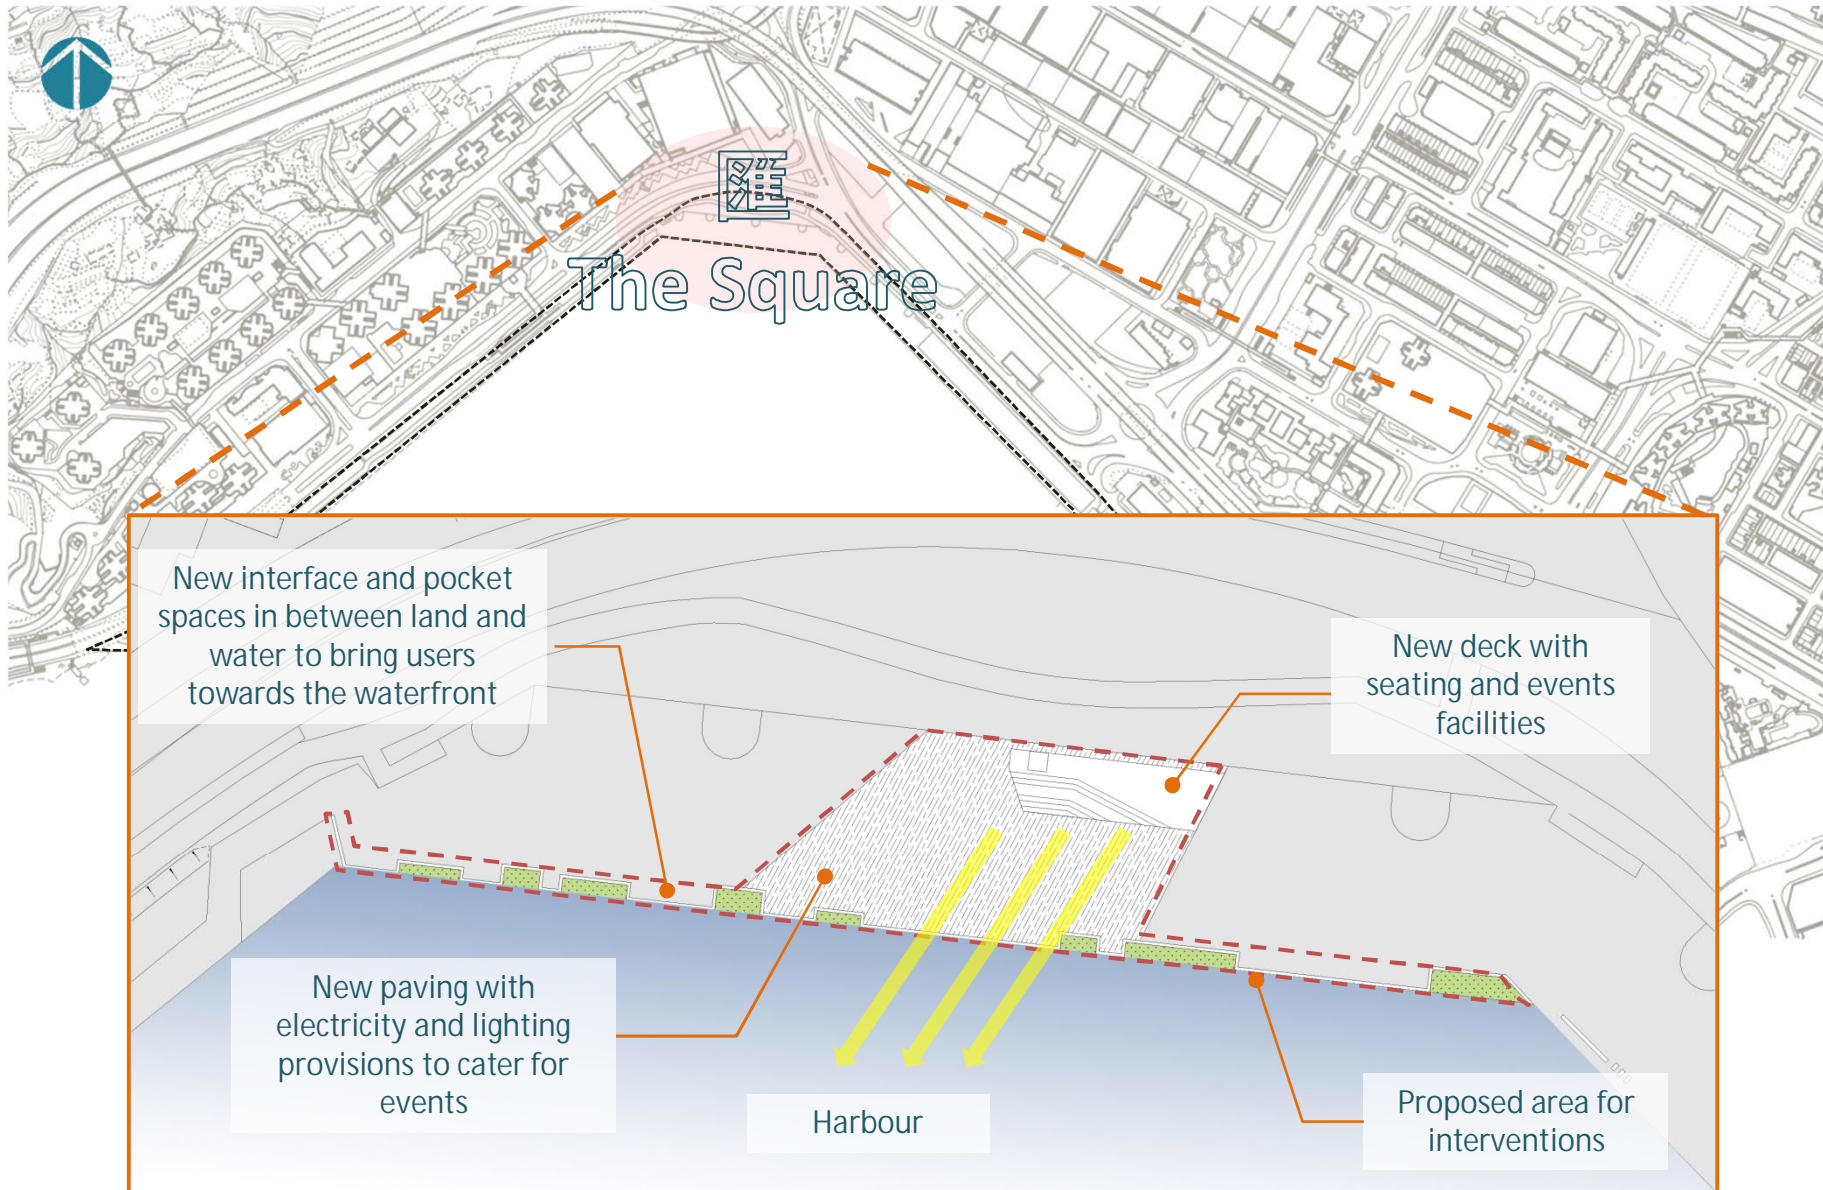 匯
The Square
New interface and pocket
spaces in between land and
water to bring users
towards the waterfront
New deck with
seating and events
facilities
New paving with
electricity and lighting
provisions to cater for
events
Harbour
Proposed area for
interventions